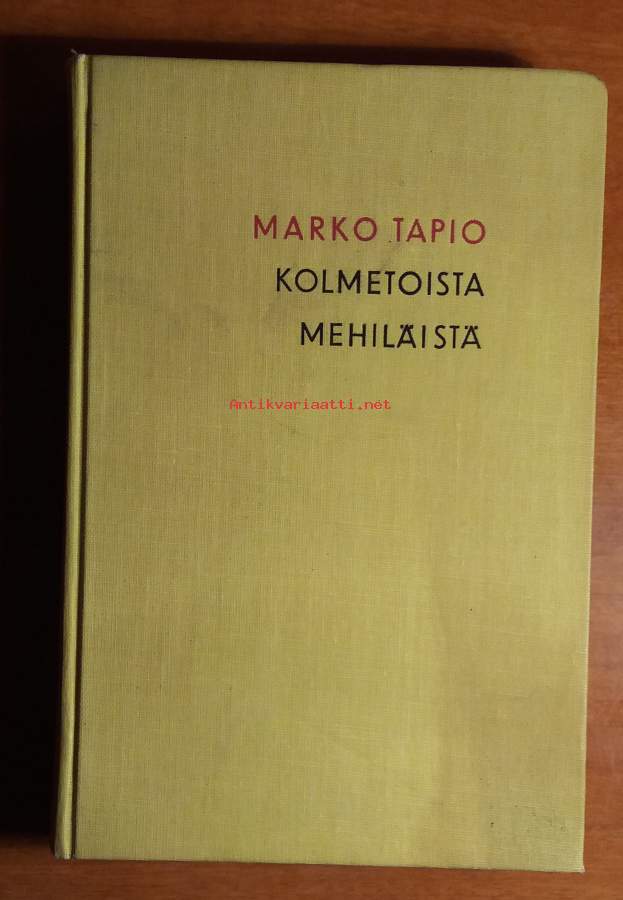 MARKO TAPIO
KOLMETOISTA
MEHILÄISTÄ
Antikvariaatti.net